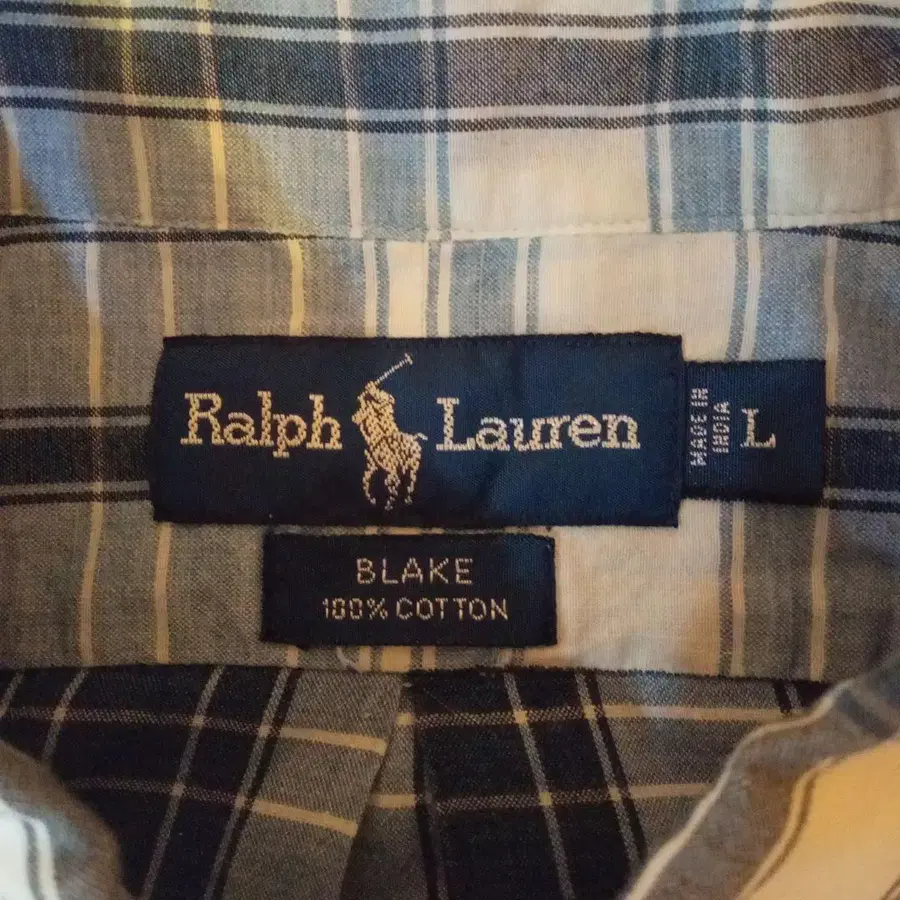 Ralph Lauren
MADE IN
INDIA
L
BLAKE
100% COTTON